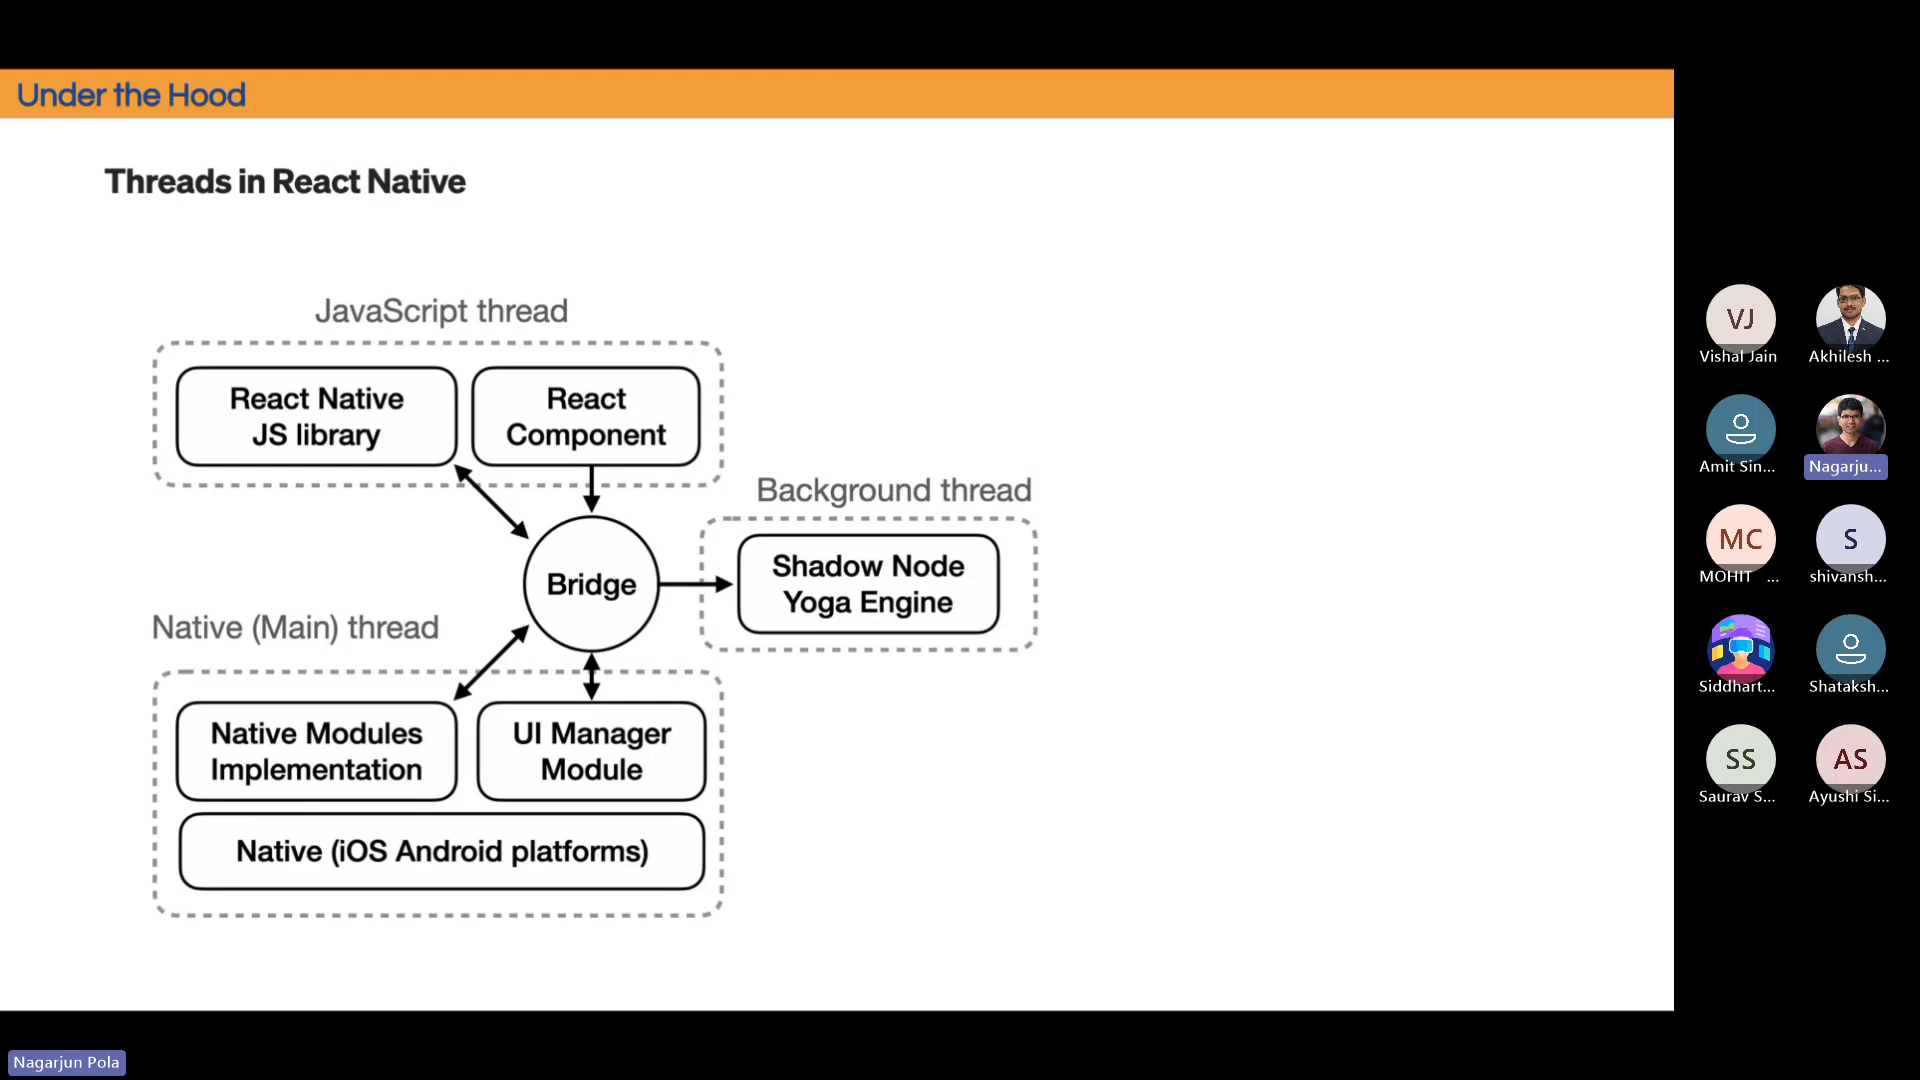 Under the Hood
Threads in React Native
JavaScript thread
React Native
JS library
React
Component
Background thread
Bridge
Shadow Node
Yoga Engine
Native (Main) thread
Native Modules
Implementation
UI Manager
Module
Native (iOS Android platforms)
VJ
Vishal Jain
Akhilesh ...
Amit Sin...
Nagarju...
MC
MOHIT ...
S
shivansh...
Siddhart...
Shataksh...
SS
Saurav S...
AS
Ayushi Si...
Nagarjun Pola